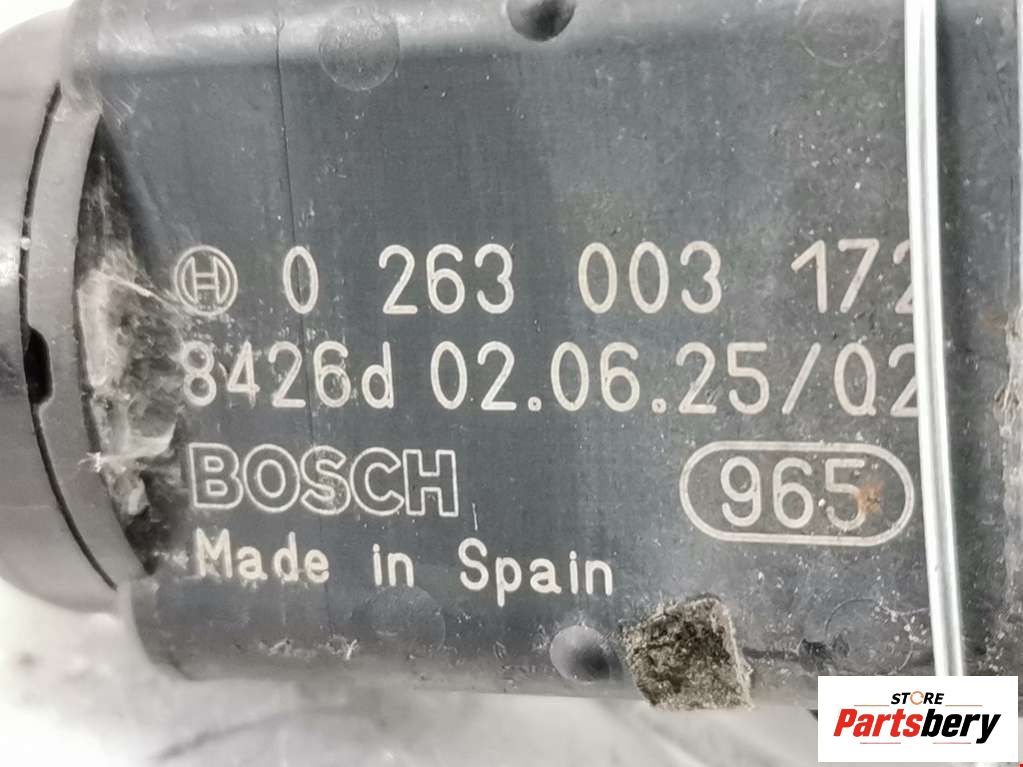 0 263 003 172
8426d 02.06.25/02
BOSCH
965
Made in Spain
STORE
Partsbery